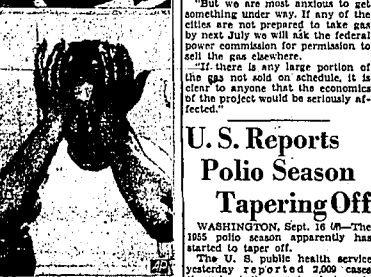 "But we are most anxious to get
something under way. If any of the
cities are not prepared to take gas
by next July we will ask the federal
power commission for permission to
sell the gas elsewhere.
"If there is any large portion of
the gas not sold on schedule, it is
clear to anyone that the economics
of the project would be seriously af-
fected."
U. S. Reports
Polio Season
Tapering Off
WASHINGTON, Sept. 16 (AP)—The
1955 polio season apparently has
started to taper off.
The U. S. public health service
yesterday reported 2,009 cases